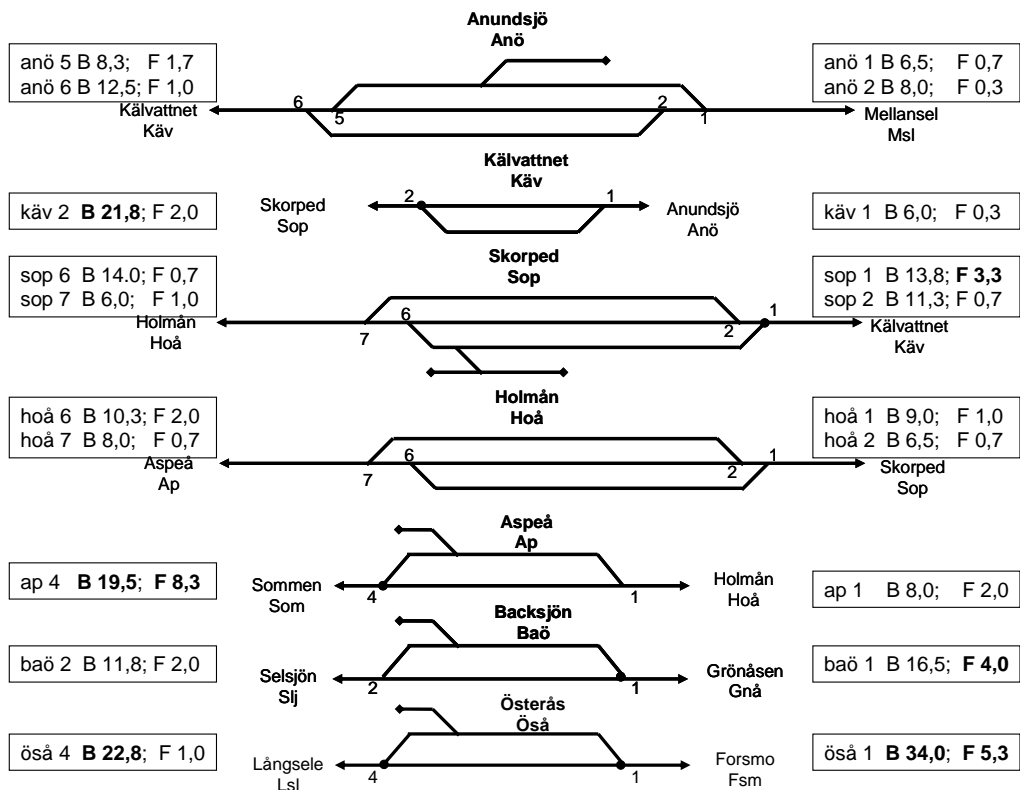 Anundsjö
Anö
anö 5 B 8,3; F 1,7
anö 6 B 12,5; F 1,0
anö 1 B 6,5; F 0,7
anö 2 B 8,0; F 0,3
6 5 2 1
Kälvattnet
Käv
Mellansel
Msl
Kälvattnet
Käv
käv 2 B 21,8; F 2,0
Skorped
Sop
2 1
Anundsjö
Anö
käv 1 B 6,0; F 0,3
Skorped
Sop
sop 6 B 14.0; F 0,7
sop 7 B 6,0; F 1,0
sop 1 B 13,8; F 3,3
sop 2 B 11,3; F 0,7
Holmån
Hoå
7 6 2 1
Kälvattnet
Käv
Holmån
Hoå
hoå 6 B 10,3; F 2,0
hoå 7 B 8,0; F 0,7
hoå 1 B 9,0; F 1,0
hoå 2 B 6,5; F 0,7
Aspeå
Ap
7 6 2 1
Skorped
Sop
Aspeå
Ap
ap 4 B 19,5; F 8,3
Sommen
Som
4 1
Holmån
Hoå
ap 1 B 8,0; F 2,0
Backsjön
Baö
baö 2 B 11,8; F 2,0
Selsjön
Slj
2 1
Grönåsen
Gnå
baö 1 B 16,5; F 4,0
Österås
Öså
öså 4 B 22,8; F 1,0
Långsele
Lsl
4 1
Forsmo
Fsm
öså 1 B 34,0; F 5,3